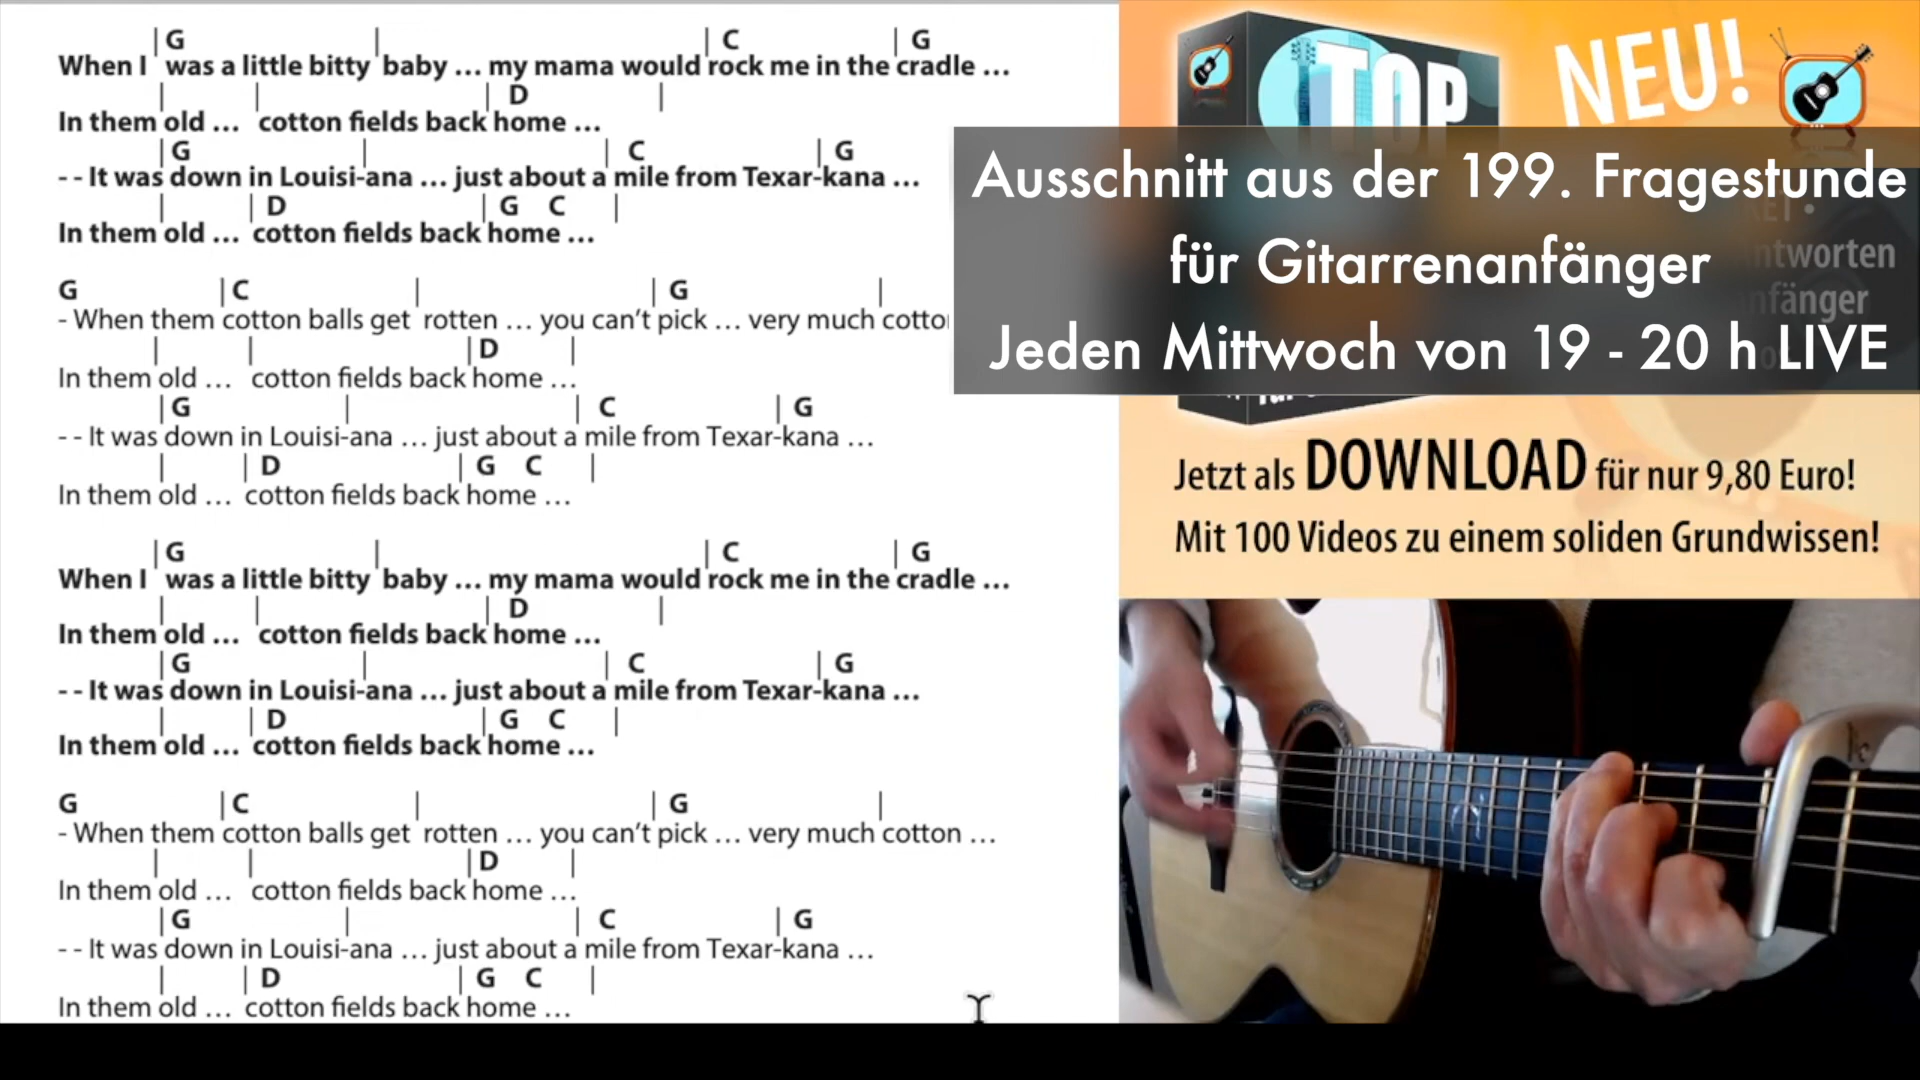 |G | | C | G
When I was a little bitty baby ... my mama would rock me in the cradle ...
| | | D |
In them old ... cotton fields back home ...
|G | | C | G
- - It was down in Louisi-ana ... just about a mile from Texar-kana ...
| | D | G C |
In them old ... cotton fields back home ...
G |C | | G |
- When them cotton balls get rotten ... you can't pick ... very much cotto
| | |D |
In them old ... cotton fields back home ...
|G | | C | G
- - It was down in Louisi-ana ... just about a mile from Texar-kana ...
| | D | G C |
In them old ... cotton fields back home ...
|G | | C | G
When I was a little bitty baby ... my mama would rock me in the cradle ...
| | | D |
In them old ... cotton fields back home ...
|G | | C | G
- - It was down in Louisi-ana ... just about a mile from Texar-kana ...
| | D | G C |
In them old ... cotton fields back home ...
G |C | | G |
- When them cotton balls get rotten ... you can't pick ... very much cotton ...
| | |D |
In them old ... cotton fields back home ...
|G | | C | G
- - It was down in Louisi-ana ... just about a mile from Texar-kana ...
| | D | G C |
In them old ... cotton fields back home ...
TOP
NEU!
Ausschnitt aus der 199. Fragestunde
für Gitarrenanfänger
Jeden Mittwoch von 19 - 20 h LIVE
ntworten
nfänger
Jetzt als DOWNLOAD für nur 9,80 Euro!
Mit 100 Videos zu einem soliden Grundwissen!